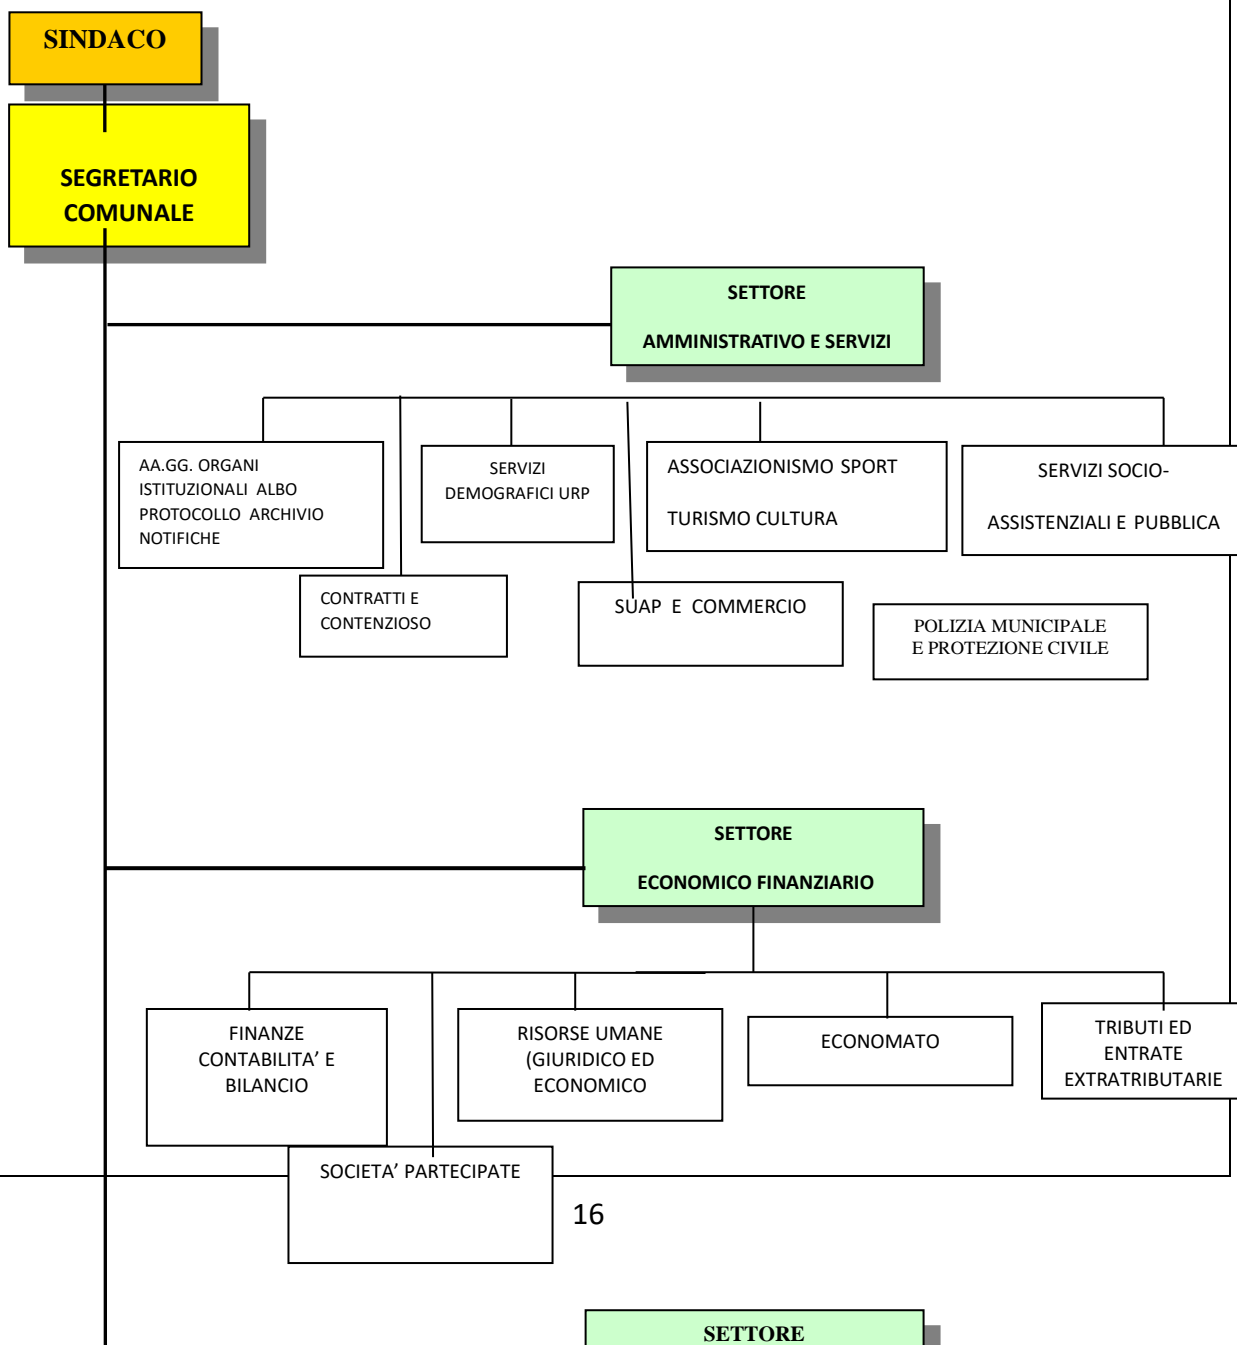 SINDACO
SEGRETARIO
COMUNALE
SETTORE
AMMINISTRATIVO E SERVIZI
AA.GG. ORGANI
ISTITUZIONALI ALBO
PROTOCOLLO ARCHIVIO
NOTIFICHE
SERVIZI
DEMOGRAFICI URP
ASSOCIAZIONISMO SPORT
TURISMO CULTURA
SERVIZI SOCIO-
ASSISTENZIALI E PUBBLICA
CONTRATTI E
CONTENZIOSO
SUAP E COMMERCIO
POLIZIA MUNICIPALE
E PROTEZIONE CIVILE
SETTORE
ECONOMICO FINANZIARIO
FINANZE
CONTABILITA’ E
BILANCIO
RISORSE UMANE
(GIURIDICO ED
ECONOMICO
ECONOMATO
TRIBUTI ED
ENTRATE
EXTRATRIBUTARIE
SOCIETA’ PARTECIPATE
16
SETTORE